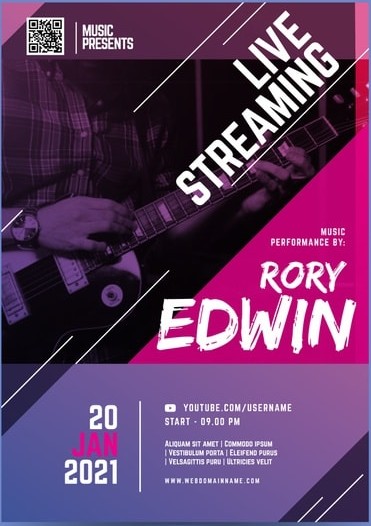 MUSIC
PRESENTS
LIVE
STREAMING
MUSIC
PERFORMANCE BY:
RORY
EDWIN
20
JAN
2021
YOUTUBE.COM/USERNAME
START - 09.00 PM
ALIQUAM SIT AMET | COMMODO IPSUM
| VESTIBULUM PORTA | ELEIFEND PURUS
| VELSAGITTIS PURU | ULTRICIES VELIT
WWW.WEBDOMAINNAME.COM